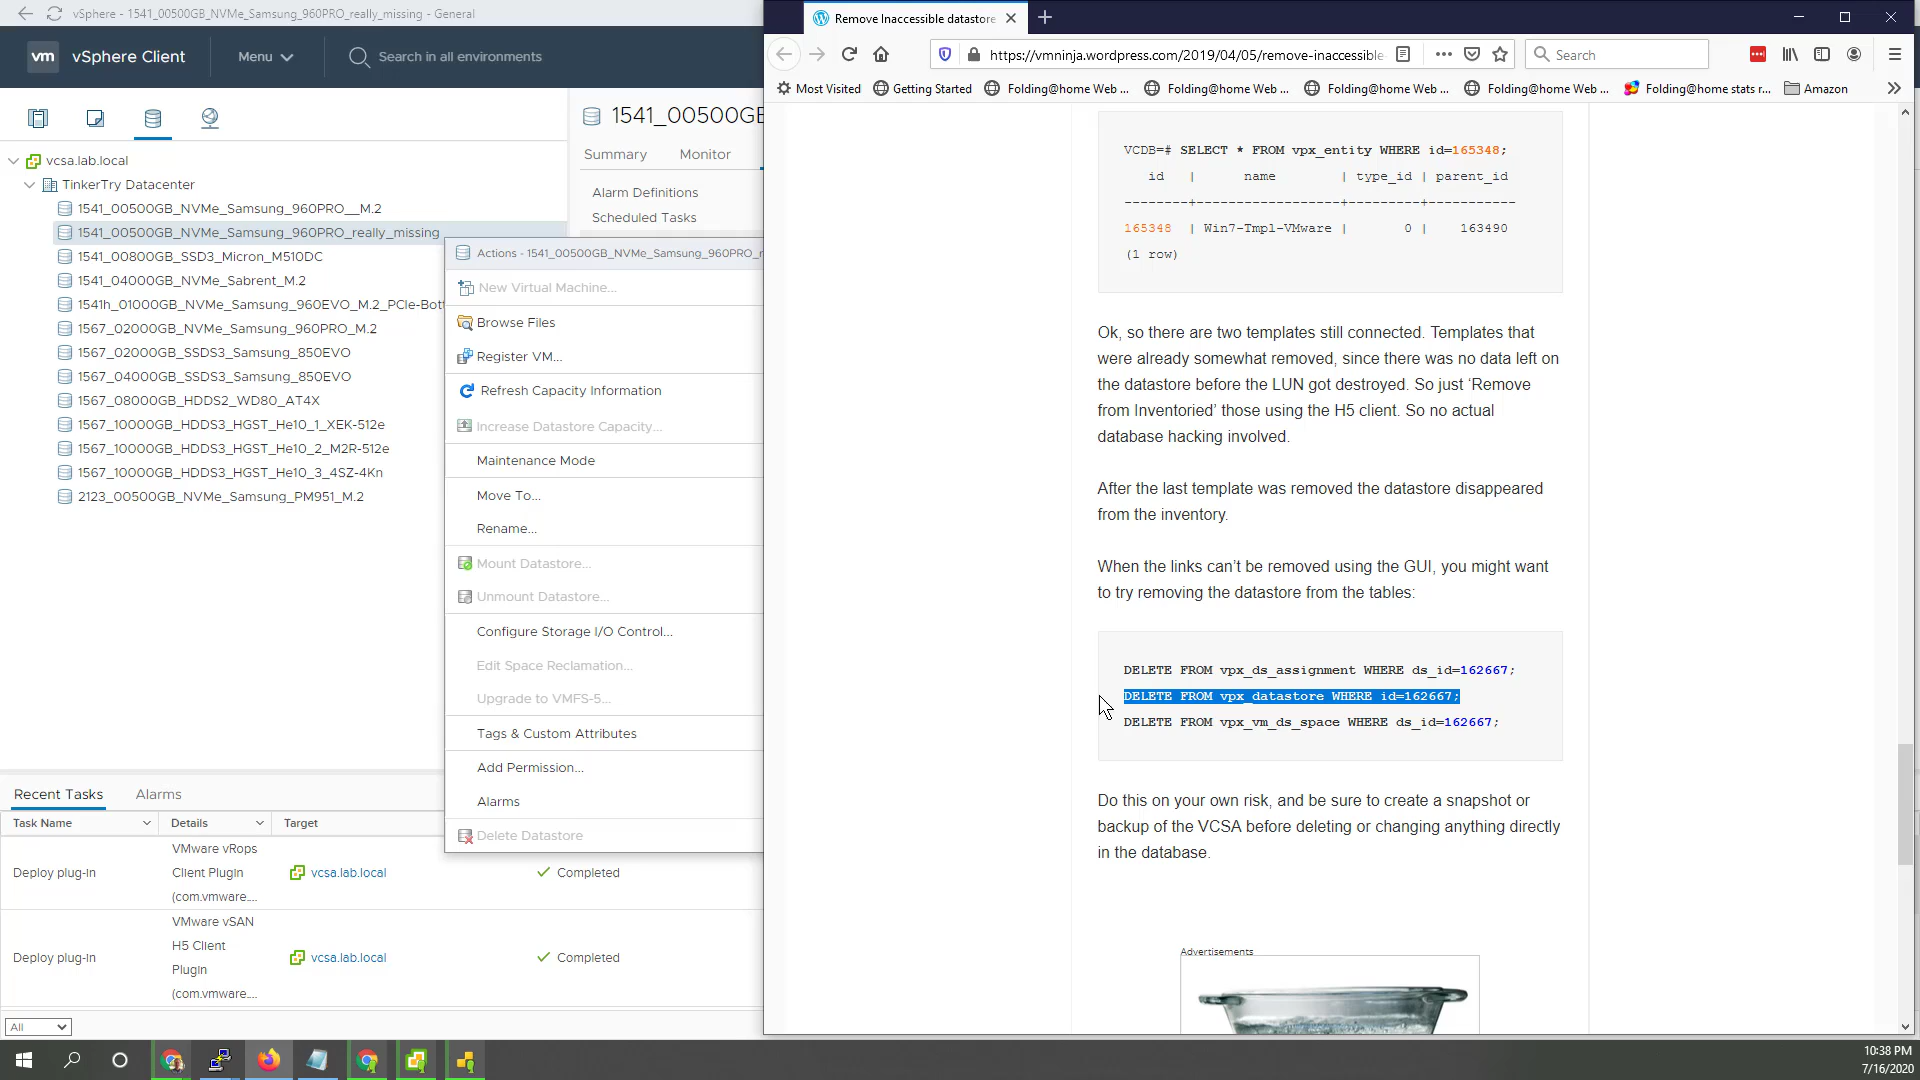 vSphere - 1541_00500GB_NVMe_Samsung_960PRO_really_missing - General
vm vSphere Client Menu Search in all environments
vcsa.lab.local
TinkerTry Datacenter
1541_00500GB_NVMe_Samsung_960PRO__M.2
1541_00500GB_NVMe_Samsung_960PRO_really_missing
1541_00800GB_SSD3_Micron_M510DC
1541_04000GB_NVMe_Sabrent_M.2
1541h_01000GB_NVMe_Samsung_960EVO_M.2_PCIe-Bot
1567_02000GB_NVMe_Samsung_960PRO_M.2
1567_02000GB_SSDS3_Samsung_850EVO
1567_04000GB_SSDS3_Samsung_850EVO
1567_08000GB_HDDS2_WD80_AT4X
1567_10000GB_HDDS3_HGST_He10_1_XEK-512e
1567_10000GB_HDDS3_HGST_He10_2_M2R-512e
1567_10000GB_HDDS3_HGST_He10_3_4SZ-4Kn
2123_00500GB_NVMe_Samsung_PM951_M.2
1541_00500GB
Summary Monitor
Alarm Definitions
Scheduled Tasks
Actions - 1541_00500GB_NVMe_Samsung_960PRO_r
New Virtual Machine...
Browse Files
Register VM...
Refresh Capacity Information
Increase Datastore Capacity...
Maintenance Mode
Move To...
Rename...
Mount Datastore...
Unmount Datastore...
Configure Storage I/O Control...
Edit Space Reclamation...
Upgrade to VMFS-5...
Tags & Custom Attributes
Add Permission...
Alarms
Delete Datastore
Recent Tasks Alarms
Task Name Details Target
Deploy plug-in
VMware vRops
Client Plugin
(com.vmware....
vcsa.lab.local
Completed
Deploy plug-in
VMware vSAN
H5 Client
Plugin
(com.vmware....
vcsa.lab.local
Completed
All
Remove Inaccessible datastore
https://vmninja.wordpress.com/2019/04/05/remove-inaccessible-
Search
Most Visited Getting Started Folding@home Web ... Folding@home Web ... Folding@home Web ... Folding@home Web ... Folding@home stats r... Amazon
VCDB=# SELECT * FROM vpx_entity WHERE id=165348;
id | name | type_id | parent_id
--------+------------------+---------+-----------
165348 | Win7-Tmpl-VMware | 0 | 163490
(1 row)
Ok, so there are two templates still connected. Templates that
were already somewhat removed, since there was no data left on
the datastore before the LUN got destroyed. So just ‘Remove
from Inventoried’ those using the H5 client. So no actual
database hacking involved.
After the last template was removed the datastore disappeared
from the inventory.
When the links can’t be removed using the GUI, you might want
to try removing the datastore from the tables:
DELETE FROM vpx_ds_assignment WHERE ds_id=162667;
DELETE FROM vpx_datastore WHERE id=162667;
DELETE FROM vpx_vm_ds_space WHERE ds_id=162667;
Do this on your own risk, and be sure to create a snapshot or
backup of the VCSA before deleting or changing anything directly
in the database.
Advertisements
10:38 PM
7/16/2020